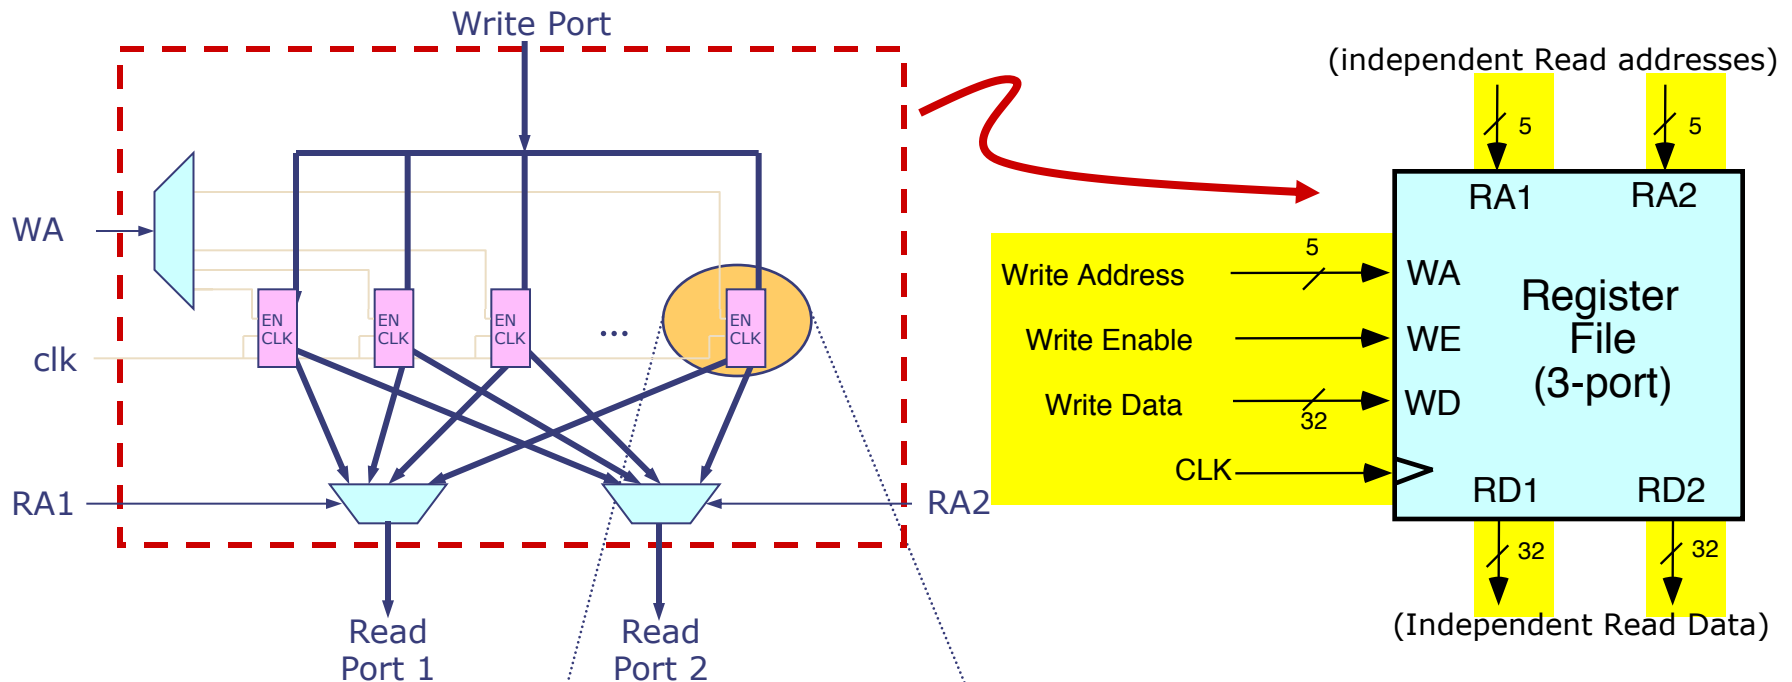 Write Port
WA
EN
CLK
EN
CLK
EN
CLK
...
EN
CLK
clk
RA1
RA2
Read
Port 1
Read
Port 2
(independent Read addresses)
5
5
RA1
RA2
Write Address
5
WA
Write Enable
WE
Write Data
32
WD
CLK
Register
File
(3-port)
RD1
RD2
32
32
(Independent Read Data)